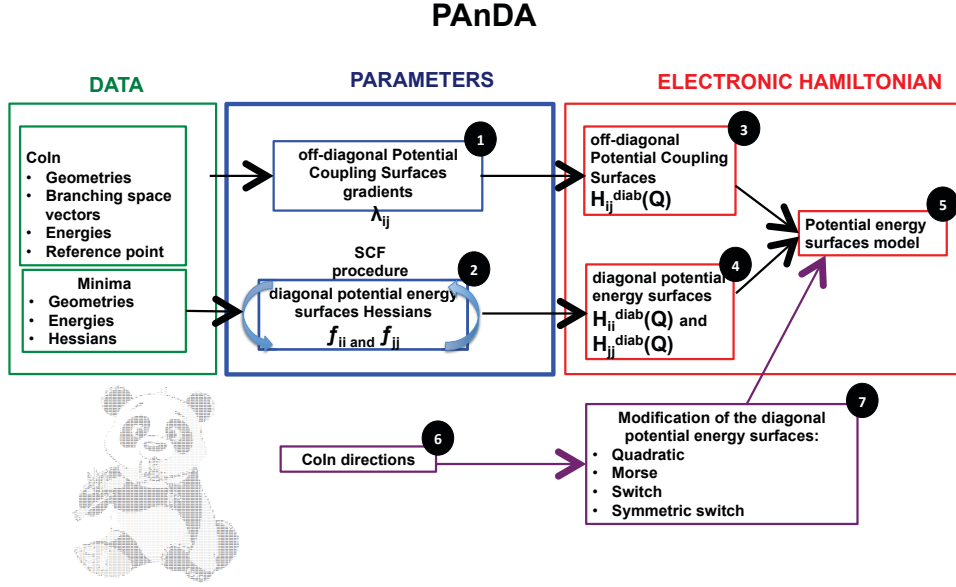 PAnDA
DATA
PARAMETERS
ELECTRONIC HAMILTONIAN
CoIn
• Geometries
• Branching space
vectors
• Energies
• Reference point
Minima
• Geometries
• Energies
• Hessians
1
off-diagonal Potential
Coupling Surfaces
gradients
λij
SCF
procedure
2
diagonal potential energy
surfaces Hessians
fii and fjj
3
off-diagonal
Potential Coupling
Surfaces
Hijdiab(Q)
4
diagonal potential
energy surfaces
Hiidiab(Q) and
Hjjdiab(Q)
5
Potential energy
surfaces model
6
CoIn directions
7
Modification of the diagonal
potential energy surfaces:
• Quadratic
• Morse
• Switch
• Symmetric switch